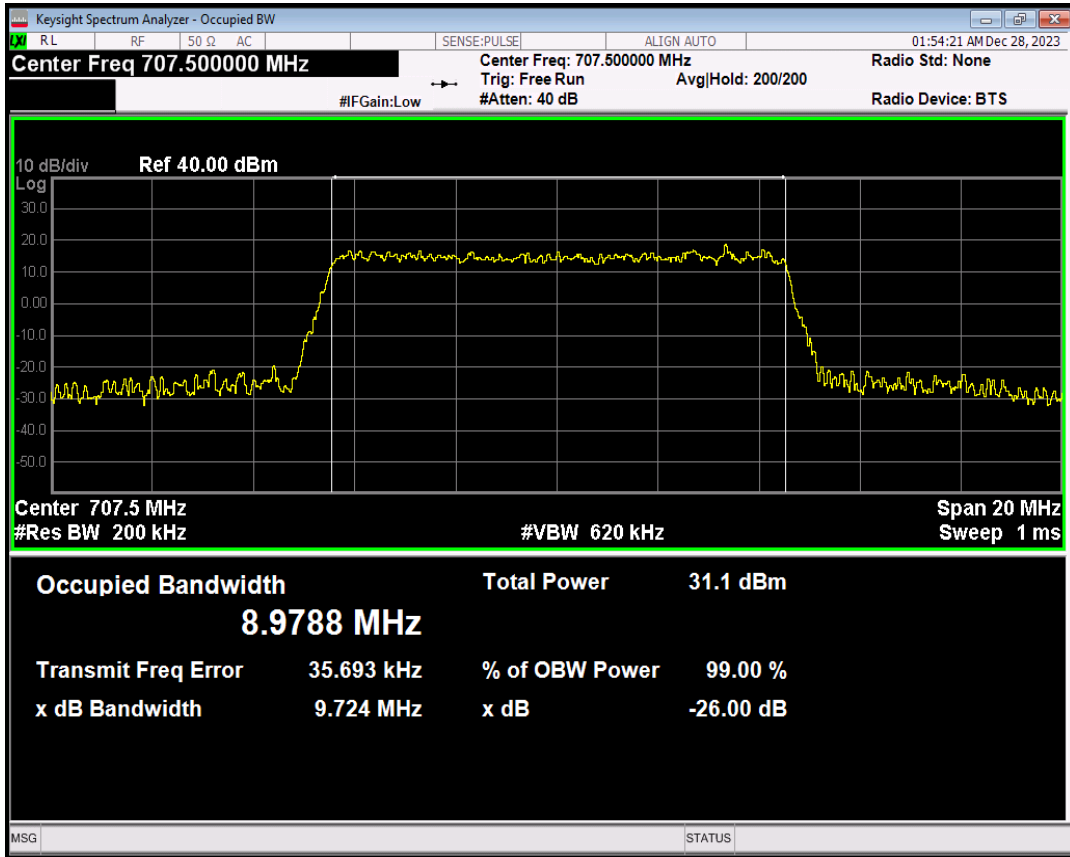 Keysight Spectrum Analyzer - Occupied BW
LXI RL RF 50 Ω AC SENSE:PULSE ALIGN AUTO 01:54:21 AM Dec 28, 2023
Center Freq 707.500000 MHz Center Freq: 707.500000 MHz Radio Std: None
Trig: Free Run Avg|Hold: 200/200
#IFGain:Low #Atten: 40 dB Radio Device: BTS
10 dB/div Ref 40.00 dBm
Log
30.0
20.0
10.0
0.00
-10.0
-20.0
-30.0
-40.0
-50.0
Center 707.5 MHz Span 20 MHz
#Res BW 200 kHz #VBW 620 kHz Sweep 1 ms
Occupied Bandwidth Total Power 31.1 dBm
8.9788 MHz
Transmit Freq Error 35.693 kHz % of OBW Power 99.00 %
x dB Bandwidth 9.724 MHz x dB -26.00 dB
MSG STATUS